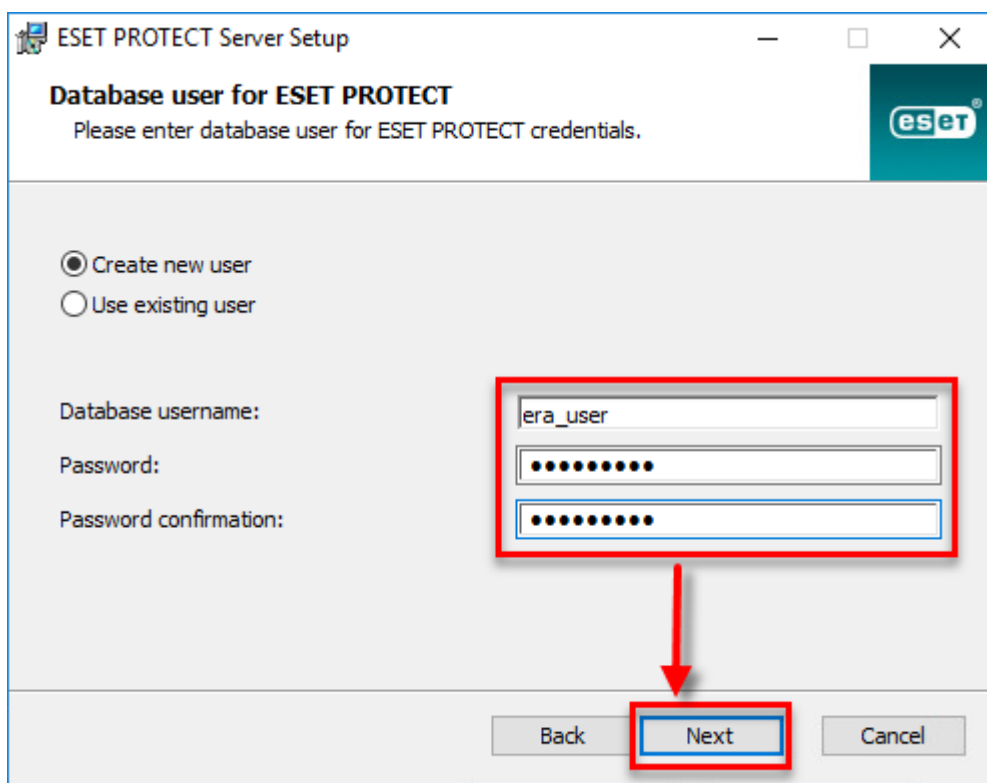 ESET PROTECT Server Setup
Database user for ESET PROTECT
Please enter database user for ESET PROTECT credentials.
eset®
Create new user
Use existing user
Database username:
era_user
Password:
●●●●●●●●●
Password confirmation:
●●●●●●●●●
Back
Next
Cancel